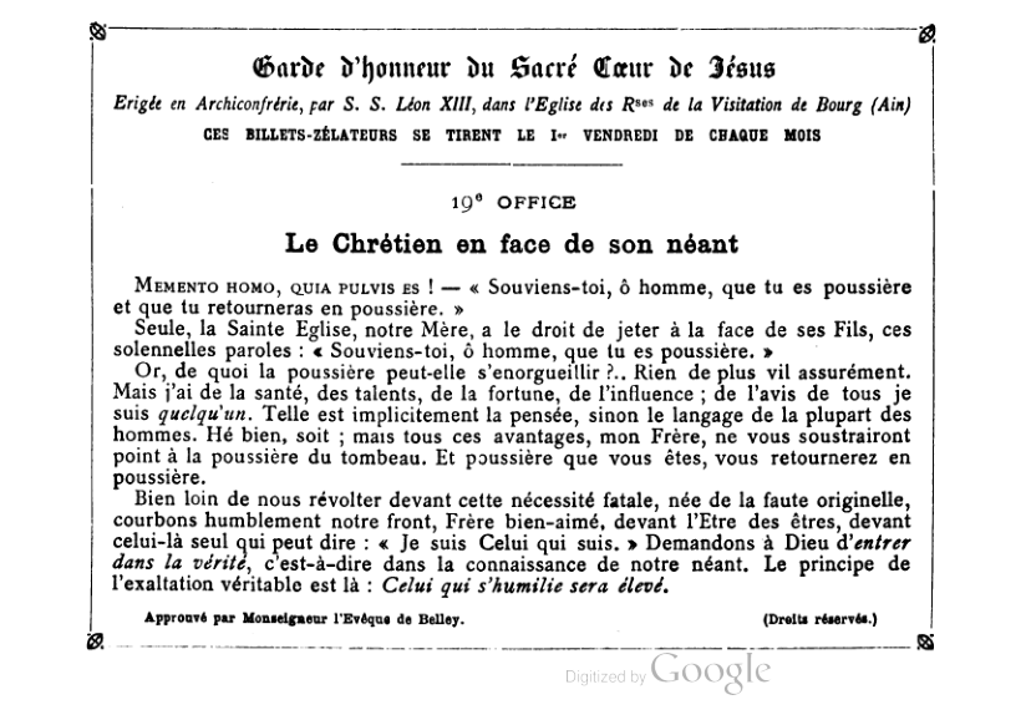 Garde d'honneur du Sacré Cœur de Jésus
Erigée en Archiconfrérie, par S. S. Léon XIII, dans l'Eglise des Rses de la Visitation de Bourg (Ain)
CES BILLETS-ZÉLATEURS SE TIRENT LE Ier VENDREDI DE CHAQUE MOIS
19e OFFICE
Le Chrétien en face de son néant
MEMENTO HOMO, QUIA PULVIS ES ! — « Souviens-toi, ô homme, que tu es poussière
et que tu retourneras en poussière. »
Seule, la Sainte Eglise, notre Mère, a le droit de jeter à la face de ses Fils, ces
solennelles paroles : « Souviens-toi, ô homme, que tu es poussière. »
Or, de quoi la poussière peut-elle s'enorgueillir ?.. Rien de plus vil assurément.
Mais j'ai de la santé, des talents, de la fortune, de l'influence ; de l'avis de tous je
suis quelqu'un. Telle est implicitement la pensée, sinon le langage de la plupart des
hommes. Hé bien, soit ; mais tous ces avantages, mon Frère, ne vous soustrairont
point à la poussière du tombeau. Et poussière que vous êtes, vous retournerez en
poussière.
Bien loin de nous révolter devant cette nécessité fatale, née de la faute originelle,
courbons humblement notre front, Frère bien-aimé, devant l'Etre des êtres, devant
celui-là seul qui peut dire : « Je suis Celui qui suis. » Demandons à Dieu d'entrer
dans la vérité, c'est-à-dire dans la connaissance de notre néant. Le principe de
l'exaltation véritable est là : Celui qui s'humilie sera élevé.
Approuvé par Monseigneur l'Evêque de Belley. (Droits réservés.)
Digitized by Google